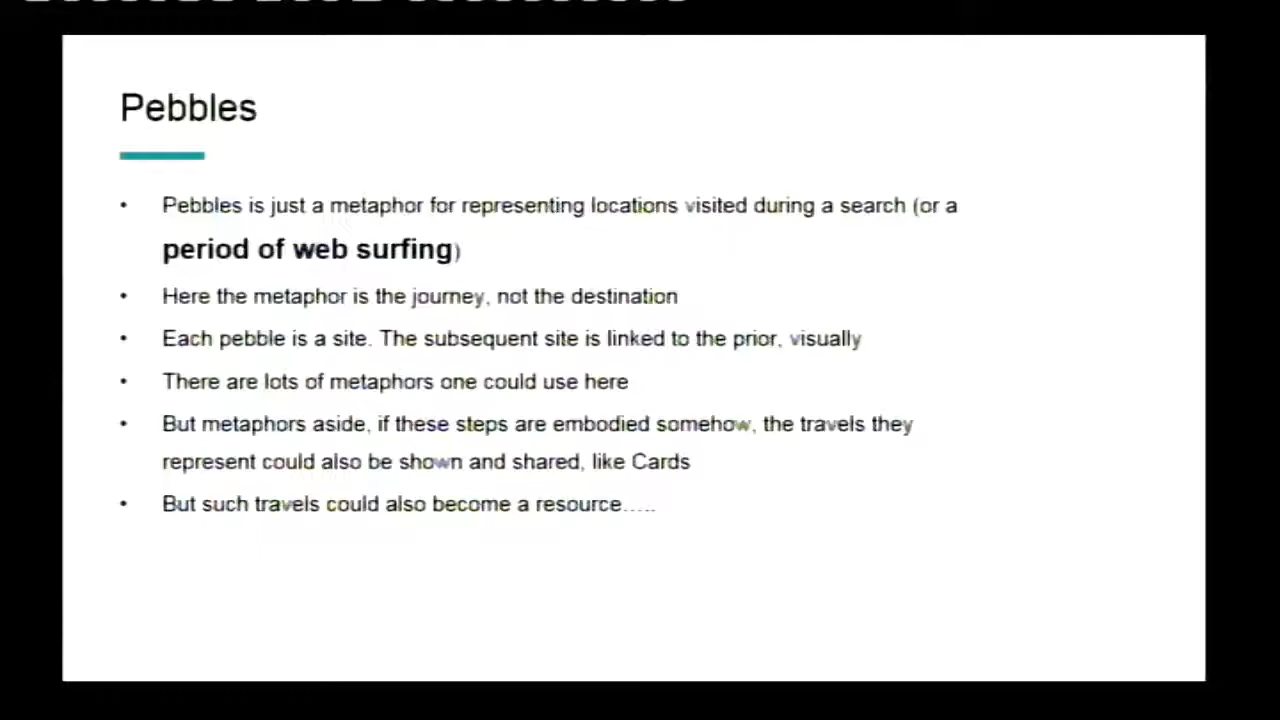 Pebbles
• Pebbles is just a metaphor for representing locations visited during a search (or a
period of web surfing)
• Here the metaphor is the journey, not the destination
• Each pebble is a site. The subsequent site is linked to the prior, visually
• There are lots of metaphors one could use here
• But metaphors aside, if these steps are embodied somehow, the travels they
represent could also be shown and shared, like Cards
• But such travels could also become a resource…..